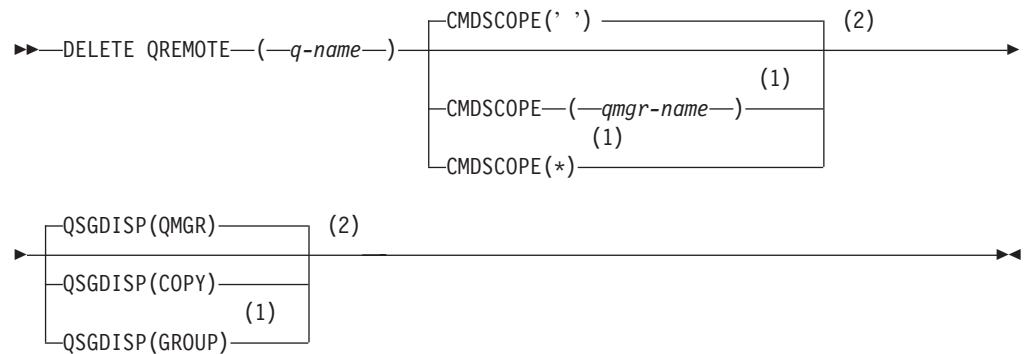 CMDSCOPE(' ') (2)
DELETE QREMOTE ( q-name )
(1)
CMDSCOPE ( qmgr-name )
(1)
CMDSCOPE(*)
QSGDISP(QMGR) (2)
QSGDISP(COPY)
(1)
QSGDISP(GROUP)